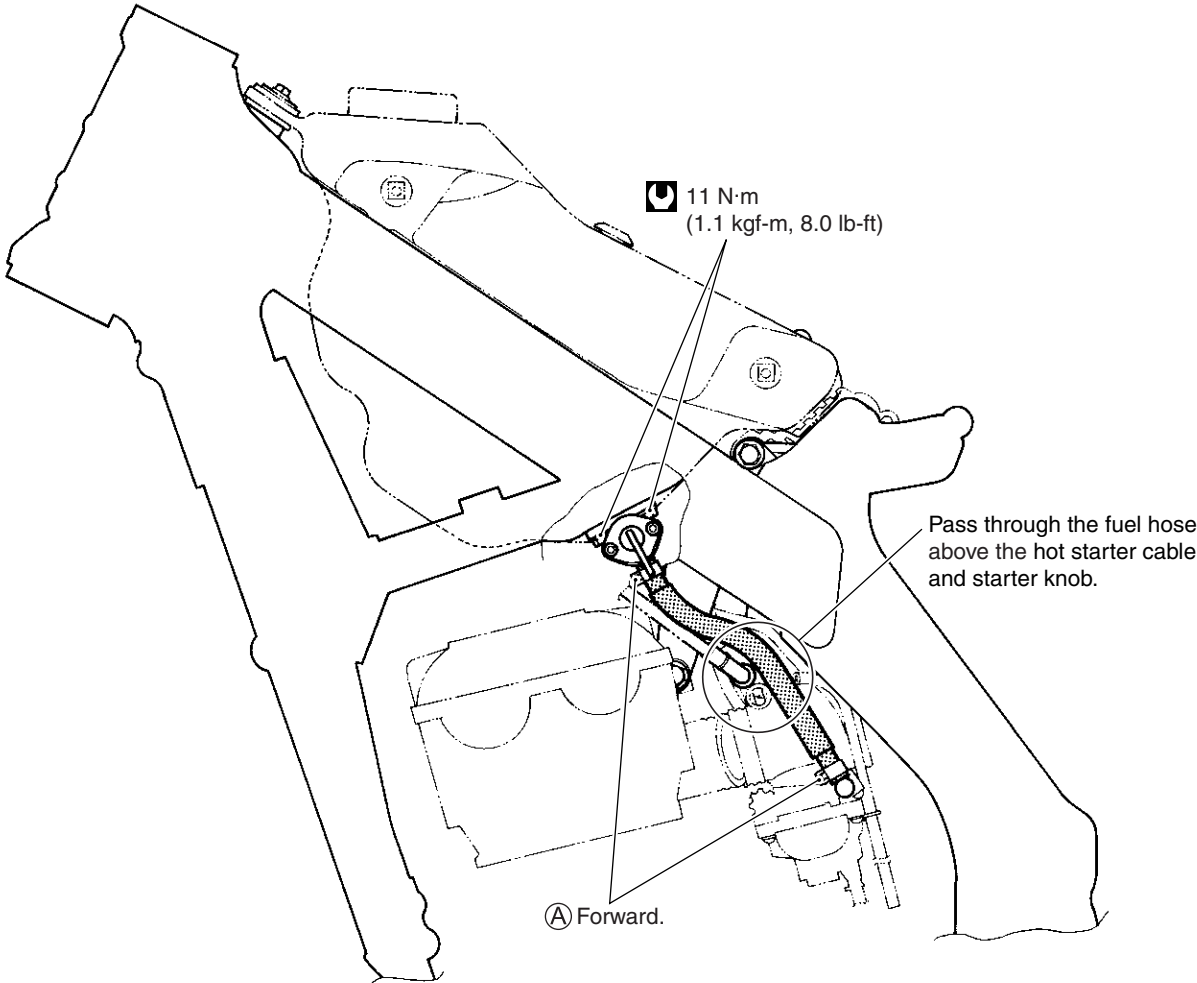 11 N·m
(1.1 kgf-m, 8.0 lb-ft)
Pass through the fuel hose
above the hot starter cable
and starter knob.
Ⓐ Forward.